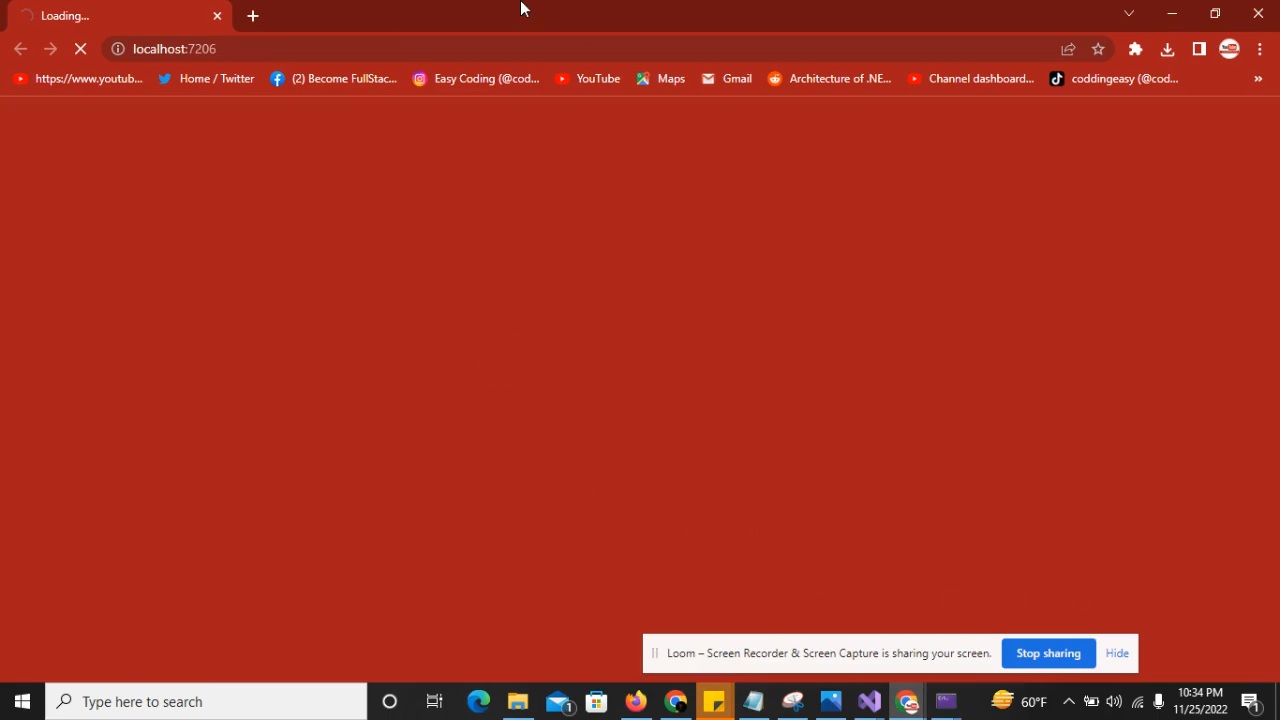 Loading...
localhost:7206
https://www.youtub...
Home / Twitter
(2) Become FullStac...
Easy Coding (@cod...
YouTube
Maps
Gmail
Architecture of .NE...
Channel dashboard...
coddingeasy (@cod...
»
Loom – Screen Recorder & Screen Capture is sharing your screen.
Stop sharing
Hide
Type here to search
1
60°F
10:34 PM
11/25/2022
1